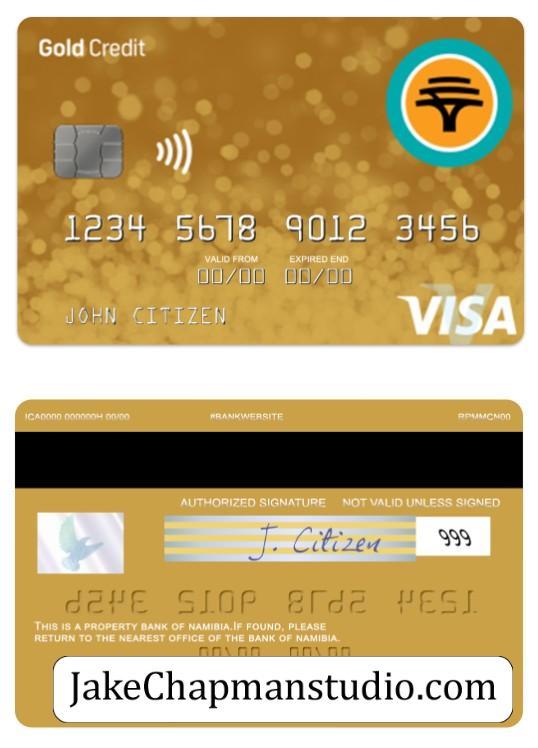 Gold Credit
1234 5678 9012 3456
VALID FROM EXPIRED END
00/00 00/00
JOHN CITIZEN
VISA
ICA0000 000000H 00/00 #BANKWEBSITE RPMMCN00
AUTHORIZED SIGNATURE NOT VALID UNLESS SIGNED
J. Citizen 999
THIS IS A PROPERTY BANK OF NAMIBIA.IF FOUND, PLEASE
RETURN TO THE NEAREST OFFICE OF THE BANK OF NAMIBIA.
JakeChapmanstudio.com